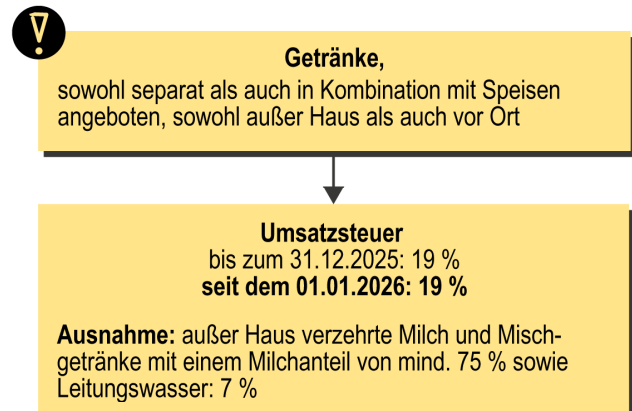 Getränke,
sowohl separat als auch in Kombination mit Speisen
angeboten, sowohl außer Haus als auch vor Ort
Umsatzsteuer
bis zum 31.12.2025: 19 %
seit dem 01.01.2026: 19 %
Ausnahme: außer Haus verzehrte Milch und Misch-
getränke mit einem Milchanteil von mind. 75 % sowie
Leitungswasser: 7 %